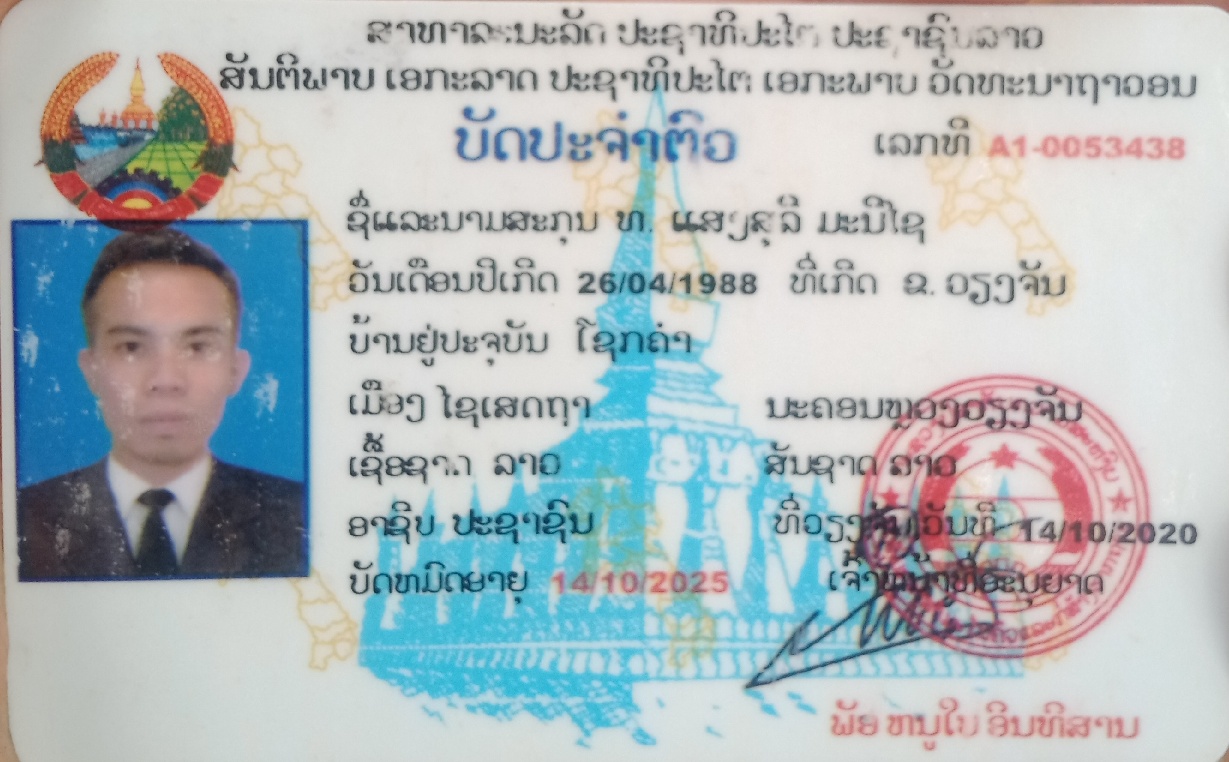 ສາທາລະນະລັດ ປະຊາທິປະໄຕ ປະຊາຊົນລາວ
ສັນຕິພາບ ເອກະລາດ ປະຊາທິປະໄຕ ເອກະພາບ ວັດທະນາຖາວອນ
ບັດປະຈຳຕົວ ເລກທີ A1-0053438
ຊື່ແລະນາມສະກຸນ ທ. ແສງສຸລີ ມະນີໄຊ
ວັນເດືອນປີເກີດ 26/04/1988 ທີ່ເກີດ ຂ. ວຽງຈັນ
ບ້ານຢູ່ປະຈຸບັນ ໂຊກຄຳ
ເມືອງ ໄຊເສດຖາ ນະຄອນຫຼວງວຽງຈັນ
ເຊື້ອຊາດ ລາວ ສັນຊາດ ລາວ
ອາຊີບ ປະຊາຊົນ ທີ່ວຽງຈັນ,ວັນທີ 14/10/2020
ບັດຫມົດອາຍຸ 14/10/2025 ເຈົ້າໜ້າທີ່ອະນຸຍາດ
ພັອ ຫນູໃບ ອິນທິສານ